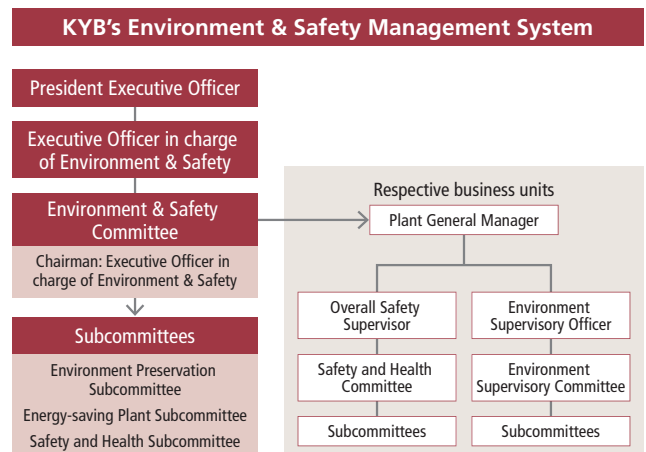 KYB's Environment & Safety Management System
President Executive Officer
Executive Officer in charge
of Environment & Safety
Environment & Safety
Committee
Chairman: Executive Officer in
charge of Environment & Safety
Subcommittees
Environment Preservation
Subcommittee
Energy-saving Plant Subcommittee
Safety and Health Subcommittee
Respective business units
Plant General Manager
Overall Safety
Supervisor
Safety and Health
Committee
Subcommittees
Environment
Supervisory Officer
Environment
Supervisory Committee
Subcommittees